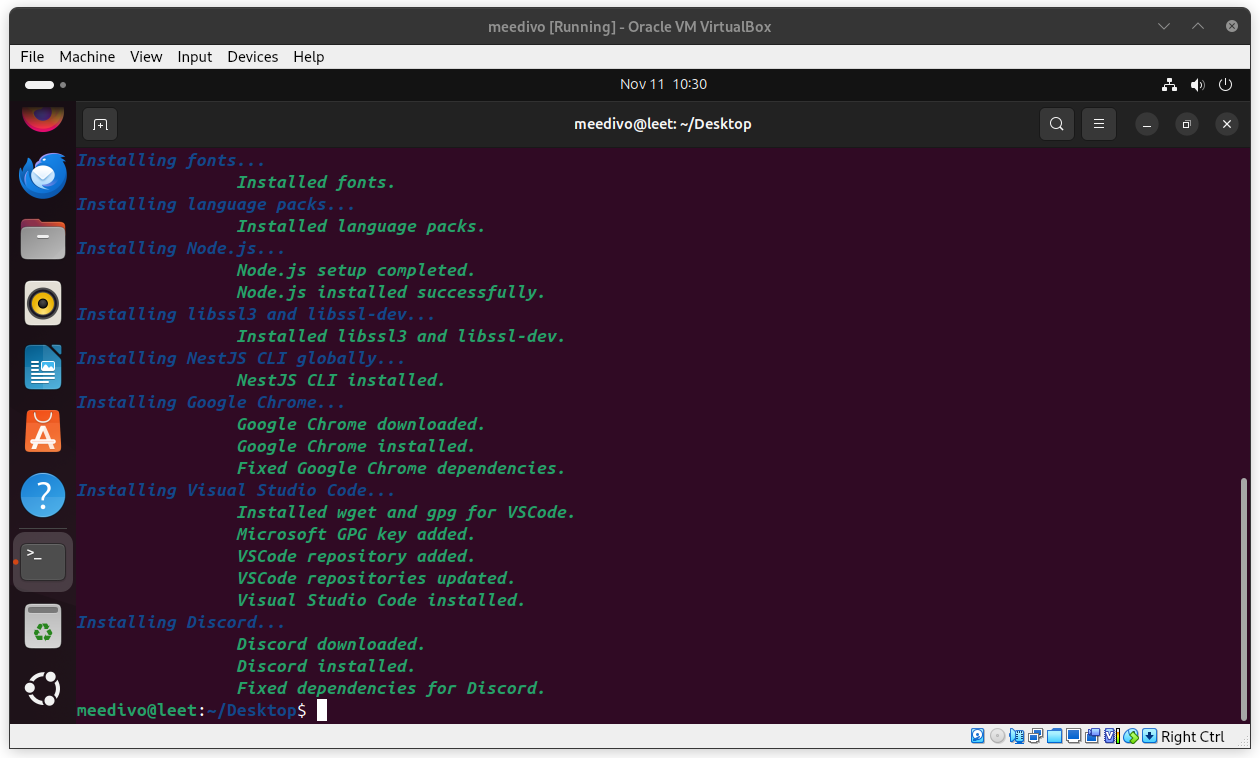 meedivo [Running] - Oracle VM VirtualBox
File Machine View Input Devices Help
Nov 11 10:30
meedivo@leet: ~/Desktop
Installing fonts...
Installed fonts.
Installing language packs...
Installed language packs.
Installing Node.js...
Node.js setup completed.
Node.js installed successfully.
Installing libssl3 and libssl-dev...
Installed libssl3 and libssl-dev.
Installing NestJS CLI globally...
NestJS CLI installed.
Installing Google Chrome...
Google Chrome downloaded.
Google Chrome installed.
Fixed Google Chrome dependencies.
Installing Visual Studio Code...
Installed wget and gpg for VSCode.
Microsoft GPG key added.
VSCode repository added.
VSCode repositories updated.
Visual Studio Code installed.
Installing Discord...
Discord downloaded.
Discord installed.
Fixed dependencies for Discord.
meedivo@leet:~/Desktop$
Right Ctrl